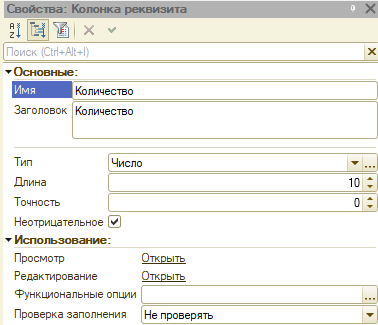 Свойства: Колонка реквизита
Поиск (Ctrl+Alt+I)
Основные:
Имя Количество
Заголовок Количество
Тип Число
Длина 10
Точность 0
Неотрицательное
Использование:
Просмотр Открыть
Редактирование Открыть
Функциональные опции
Проверка заполнения Не проверять